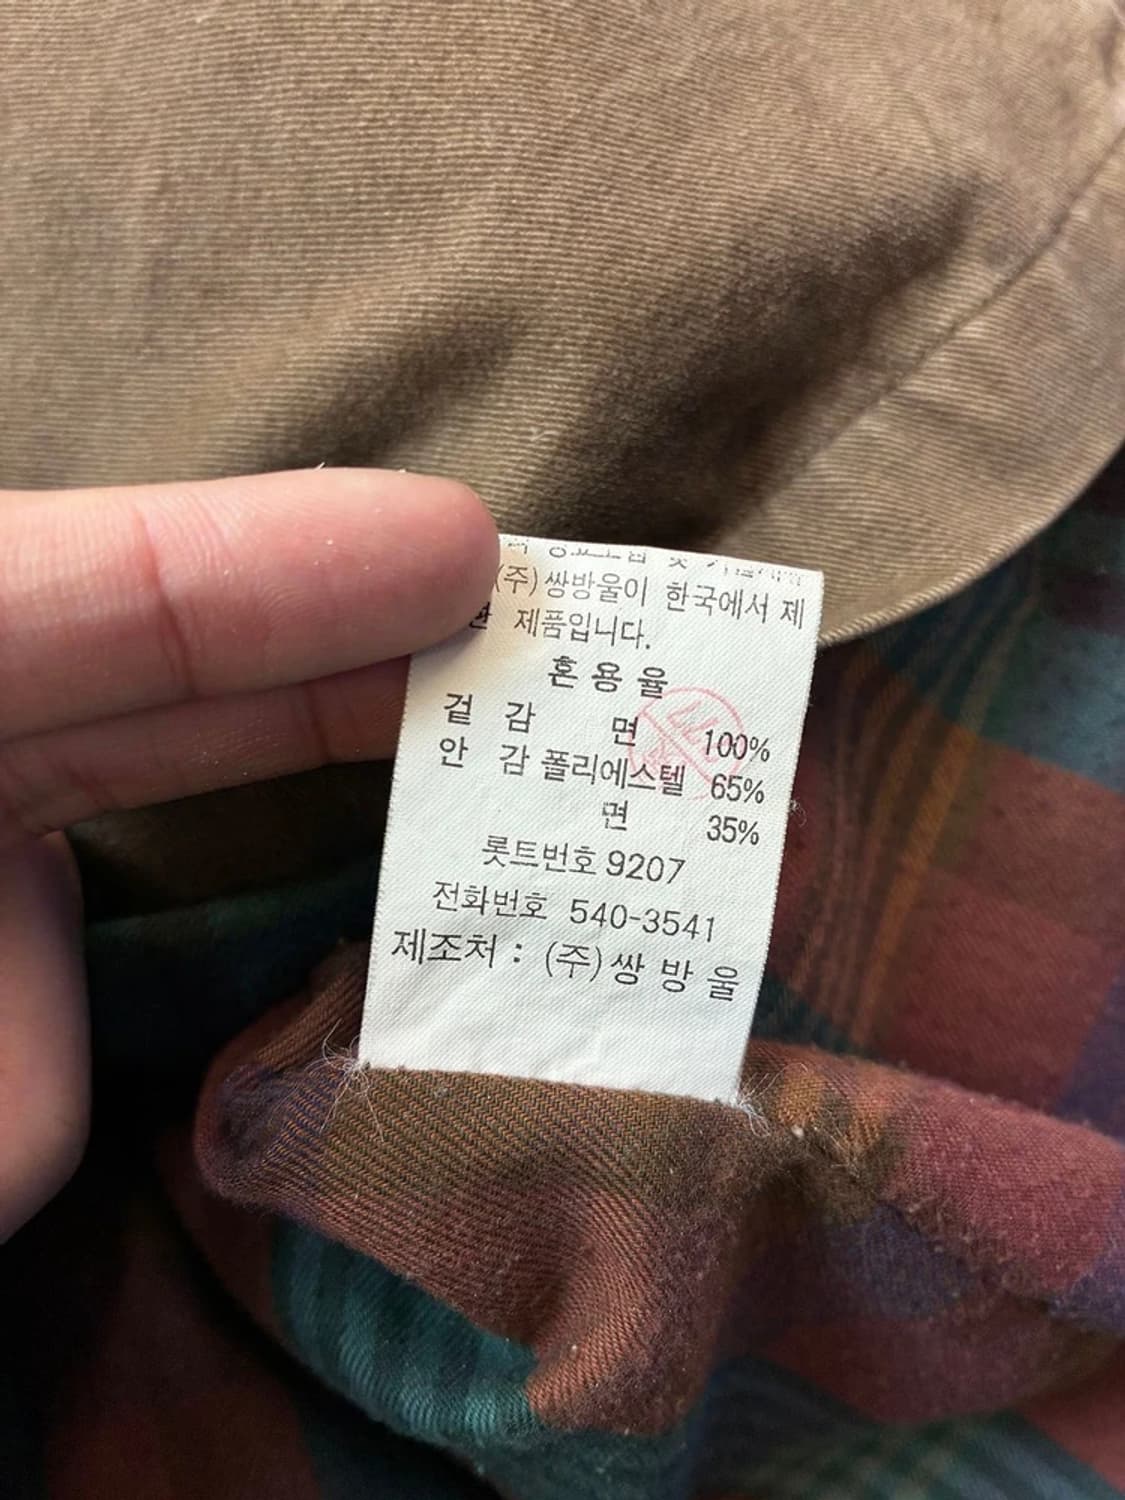 (주)쌍방울이 한국에서 제
한 제품입니다.
혼용율
겉 감 면 100%
안 감 폴리에스텔 65%
면 35%
롯트번호 9207
전화번호 540-3541
제조처 : (주)쌍방울